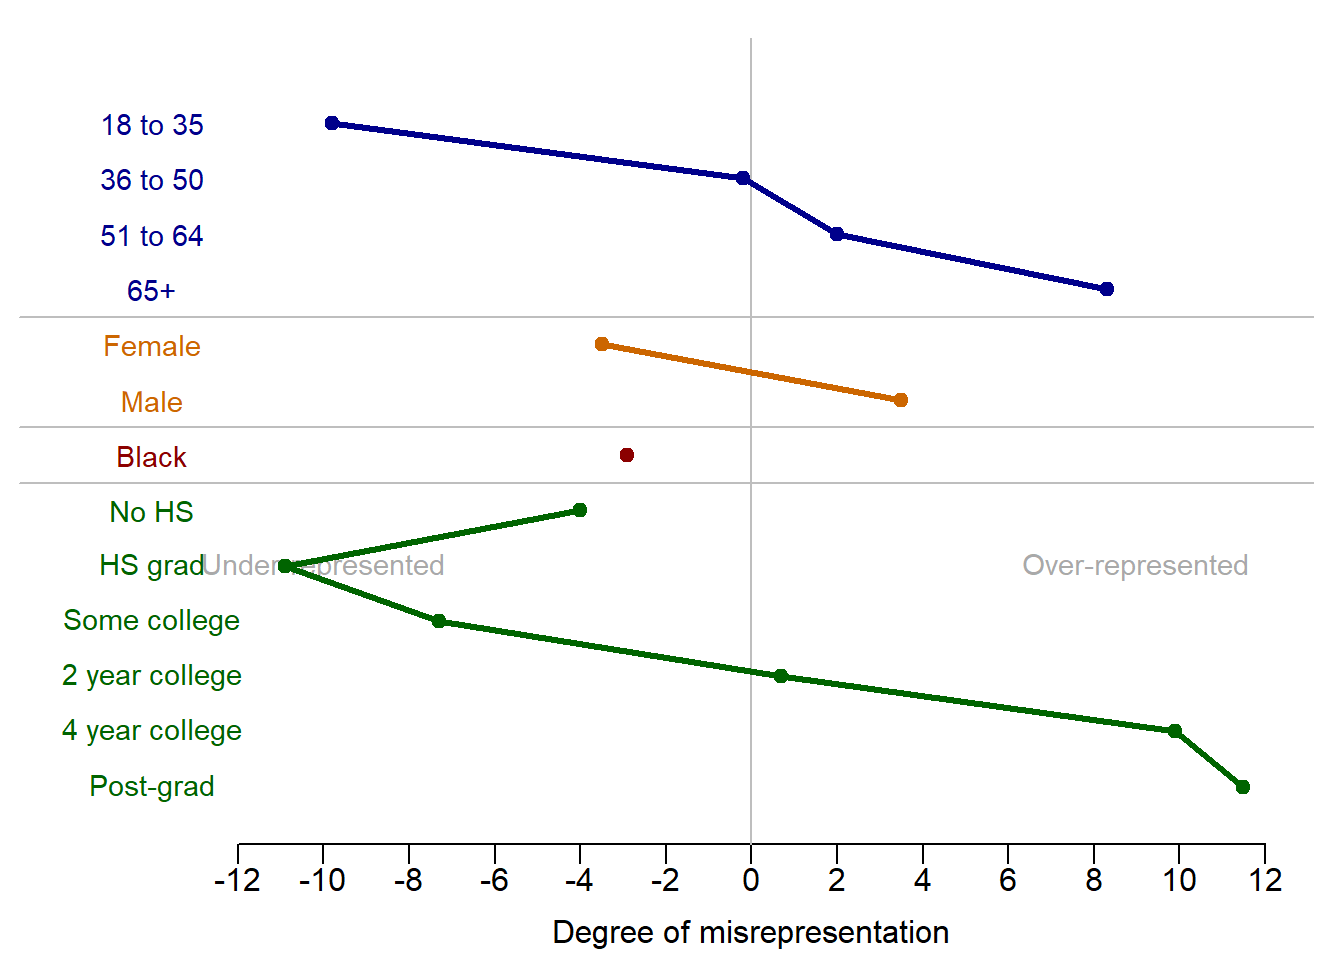 18 to 35
36 to 50
51 to 64
65+
Female
Male
Black
No HS
HS grad Under-represented Over-represented
Some college
2 year college
4 year college
Post-grad
-12 -10 -8 -6 -4 -2 0 2 4 6 8 10 12
Degree of misrepresentation